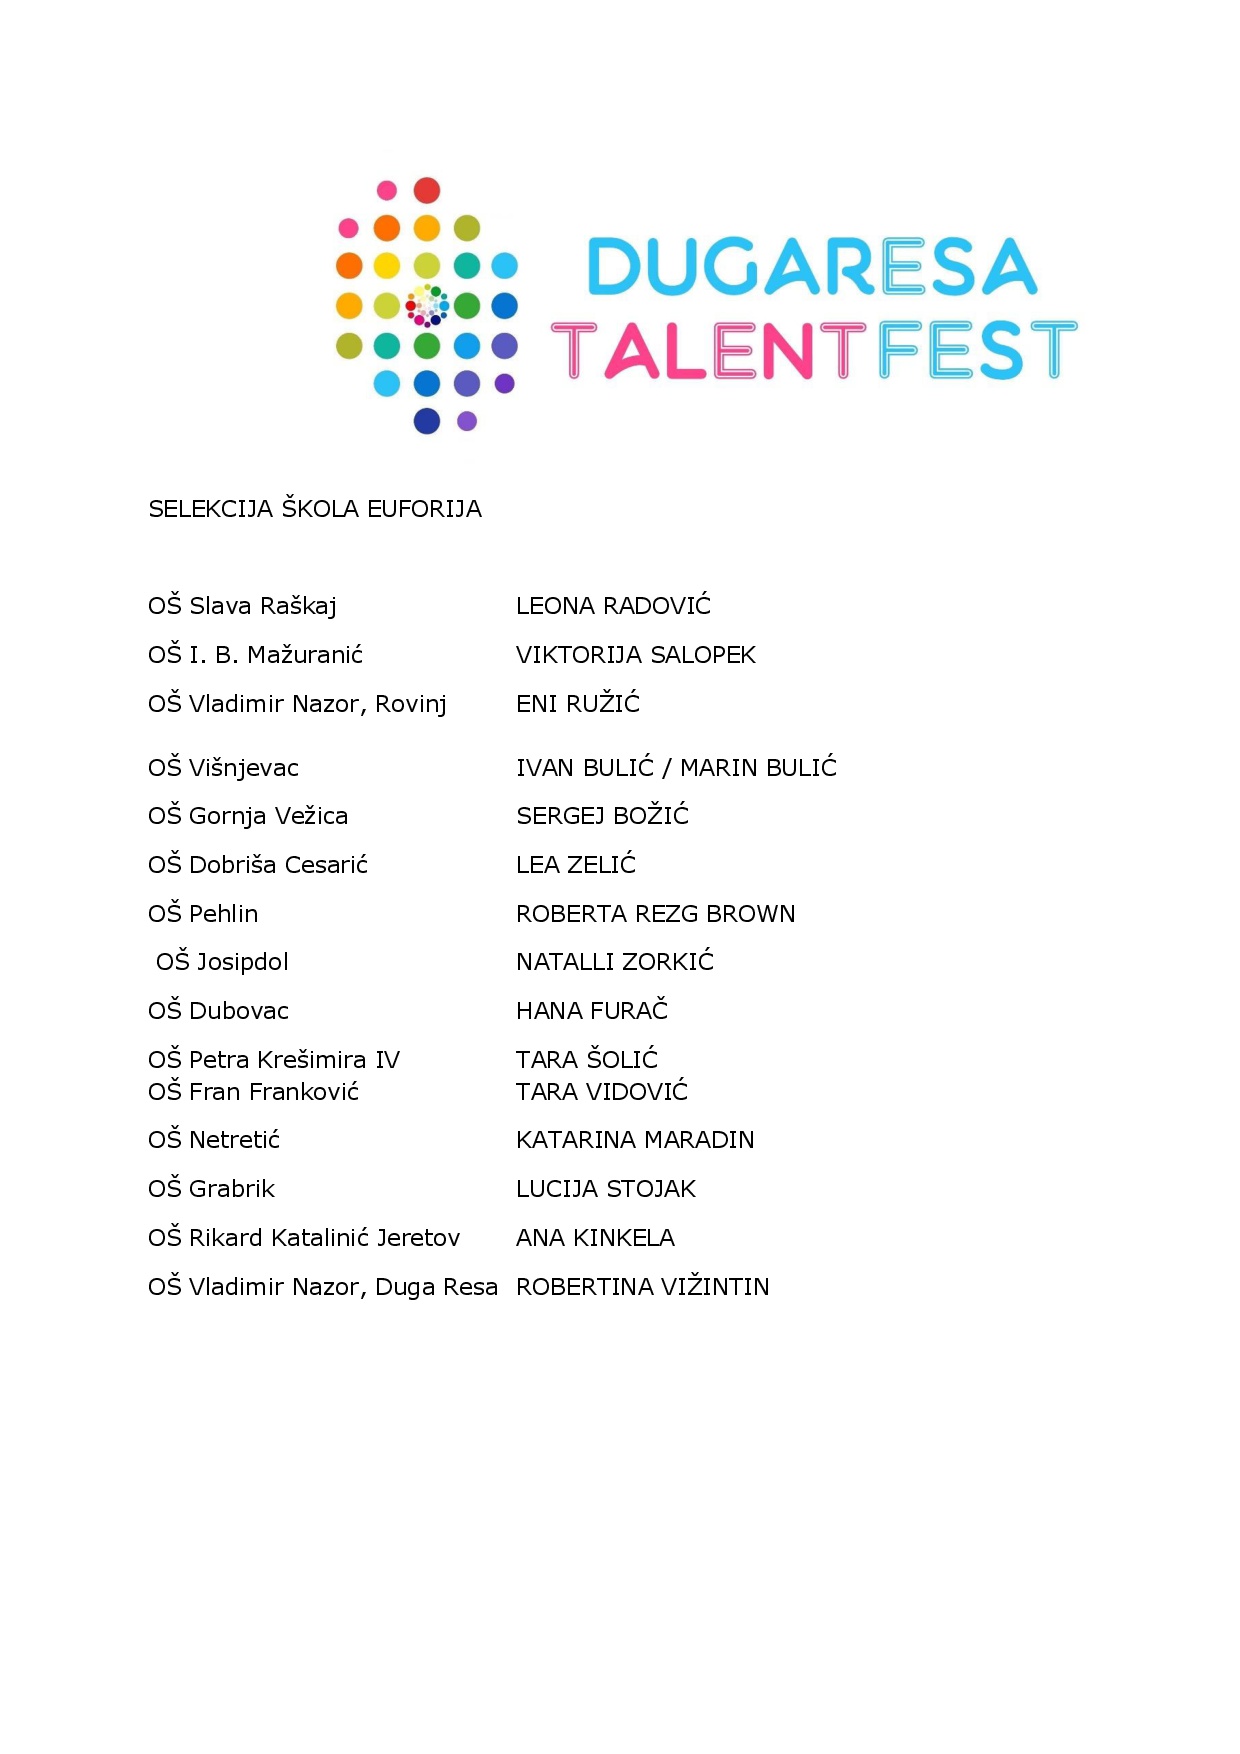 DUGARESA
TALENTFEST
SELEKCIJA ŠKOLA EUFORIJA
OŠ Slava Raškaj LEONA RADOVIĆ
OŠ I. B. Mažuranić VIKTORIJA SALOPEK
OŠ Vladimir Nazor, Rovinj ENI RUŽIĆ
OŠ Višnjevac IVAN BULIĆ / MARIN BULIĆ
OŠ Gornja Vežica SERGEJ BOŽIĆ
OŠ Dobriša Cesarić LEA ZELIĆ
OŠ Pehlin ROBERTA REZG BROWN
OŠ Josipdol NATALLI ZORKIĆ
OŠ Dubovac HANA FURAČ
OŠ Petra Krešimira IV TARA ŠOLIĆ
OŠ Fran Franković TARA VIDOVIĆ
OŠ Netretić KATARINA MARADIN
OŠ Grabrik LUCIJA STOJAK
OŠ Rikard Katalinić Jeretov ANA KINKELA
OŠ Vladimir Nazor, Duga Resa ROBERTINA VIŽINTIN